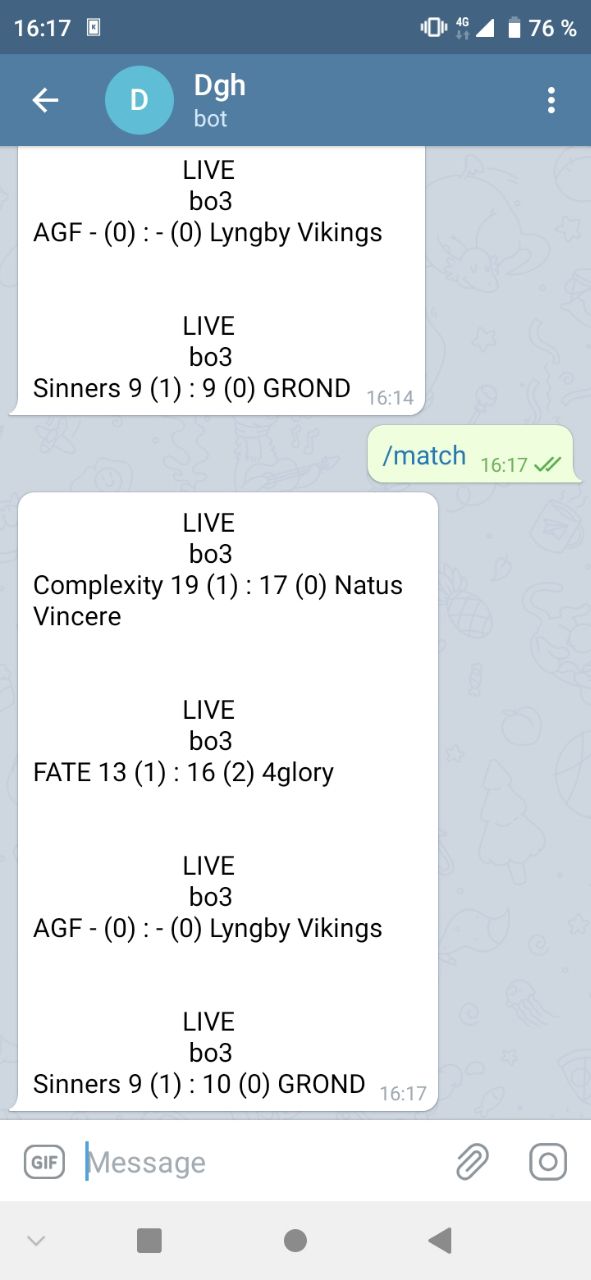 16:17
4G
76 %
D
Dgh
bot
LIVE
bo3
AGF - (0) : - (0) Lyngby Vikings
LIVE
bo3
Sinners 9 (1) : 9 (0) GROND 16:14
/match 16:17
LIVE
bo3
Complexity 19 (1) : 17 (0) Natus
Vincere
LIVE
bo3
FATE 13 (1) : 16 (2) 4glory
LIVE
bo3
AGF - (0) : - (0) Lyngby Vikings
LIVE
bo3
Sinners 9 (1) : 10 (0) GROND 16:17
GIF
Message